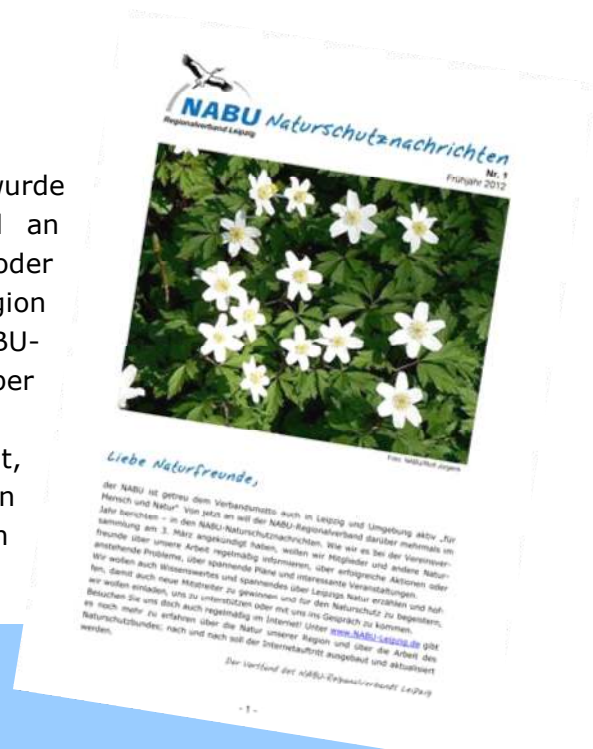 wurde
an
oder
gion
BU-
ber
t,
n
n
NABU Naturschutznachrichten
Regionalverband Leipzig
Nr. 1
Frühjahr 2012
Liebe Naturfreunde,
der NABU ist getreu dem Verbandsmotto auch in Leipzig und Umgebung aktiv „für
Mensch und Natur“. Von jetzt an will der NABU-Regionalverband darüber mehrmals im
Jahr berichten – in den NABU-Naturschutznachrichten. Wie wir es bei der Vereinsver-
sammlung am 3. März angekündigt haben, wollen wir Mitglieder und andere Natur-
freunde über unsere Arbeit regelmäßig informieren, über erfolgreiche Aktionen oder
anstehende Probleme, über spannende Pläne und interessante Veranstaltungen.
Wir wollen auch Wissenswertes und spannendes über Leipzigs Natur erzählen und hof-
fen, damit auch neue Mitstreiter zu gewinnen und für den Naturschutz zu begeistern,
wir wollen einladen, uns zu unterstützen oder mit uns ins Gespräch zu kommen.
Besuchen Sie uns doch auch regelmäßig im Internet! Unter www.NABU-Leipzig.de gibt
es noch mehr zu erfahren über die Natur unserer Region und über die Arbeit des
Naturschutzbundes; nach und nach soll der Internetauftritt ausgebaut und aktualisiert
werden.
Der Vorstand des NABU-Regionalverbands Leipzig
- 1 -